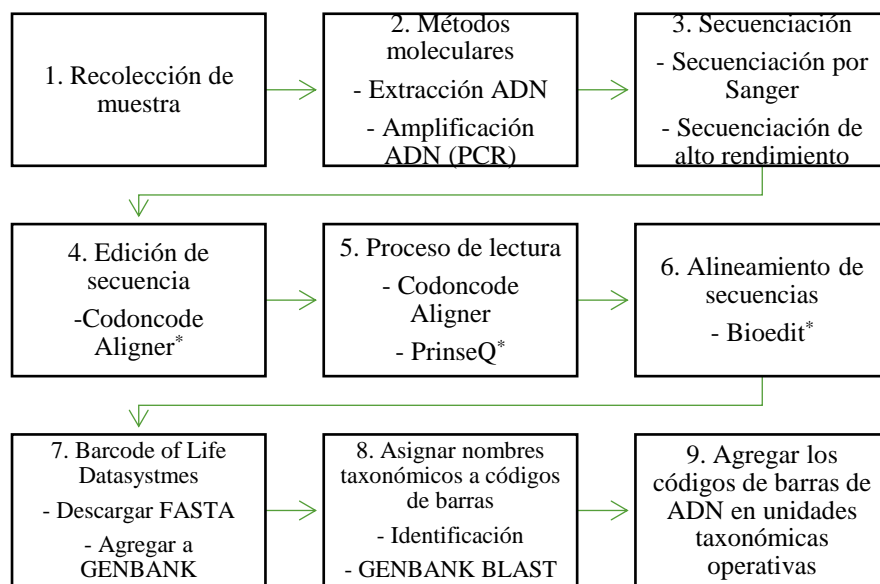 1. Recolección de
muestra
2. Métodos
moleculares
- Extracción ADN
- Amplificación
ADN (PCR)
3. Secuenciación
- Secuenciación por
Sanger
- Secuenciación de
alto rendimiento
4. Edición de
secuencia
-Codoncode
Aligner*
5. Proceso de lectura
- Codoncode
Aligner
- PrinseQ*
6. Alineamiento de
secuencias
- Bioedit*
7. Barcode of Life
Datasystmes
- Descargar FASTA
- Agregar a
GENBANK
8. Asignar nombres
taxonómicos a códigos
de barras
- Identificación
- GENBANK BLAST
9. Agregar los
códigos de barras de
ADN en unidades
taxonómicas
operativas